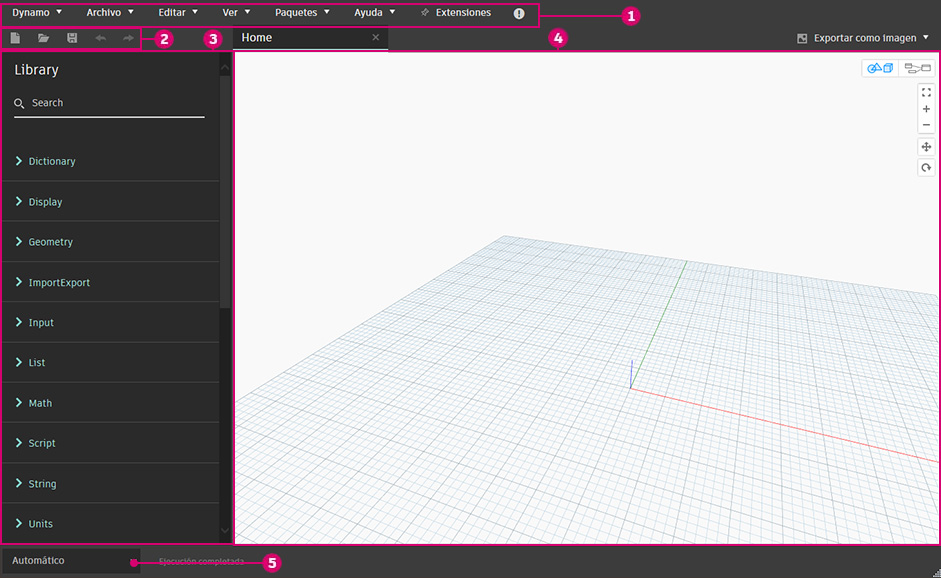 Dynamo Archivo Editar Ver Paquetes Ayuda Extensiones
1
2
3
Home
4
Exportar como Imagen
Library
Search
Dictionary
Display
Geometry
ImportExport
Input
List
Math
Script
String
Units
Automático
Ejecución completada
5